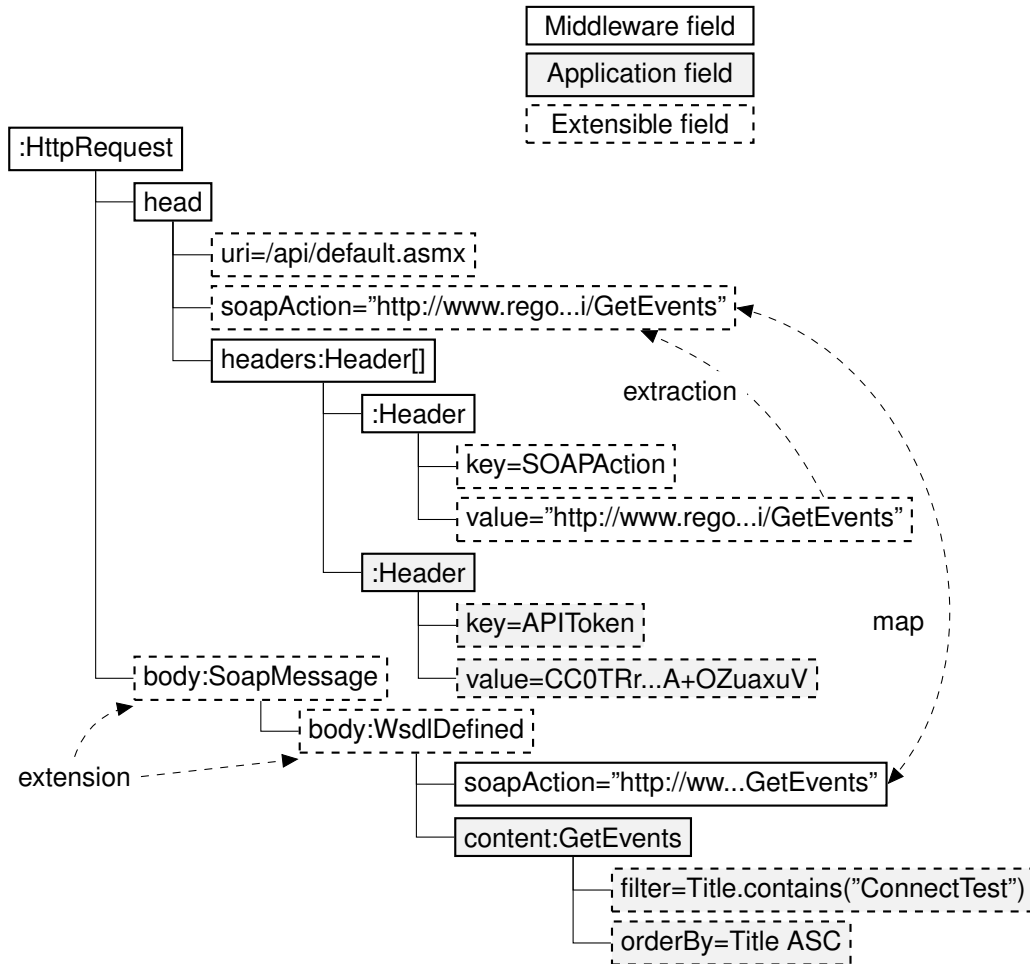 Middleware field
Application field
Extensible field
:HttpRequest
head
uri=/api/default.asmx
soapAction=”http://www.rego...i/GetEvents”
headers:Header[]
extraction
:Header
key=SOAPAction
value=”http://www.rego...i/GetEvents”
:Header
key=APIToken
map
body:SoapMessage
value=CC0TRr...A+OZuaxuV
body:WsdlDefined
extension
soapAction=”http://ww...GetEvents”
content:GetEvents
filter=Title.contains(”ConnectTest”)
orderBy=Title ASC